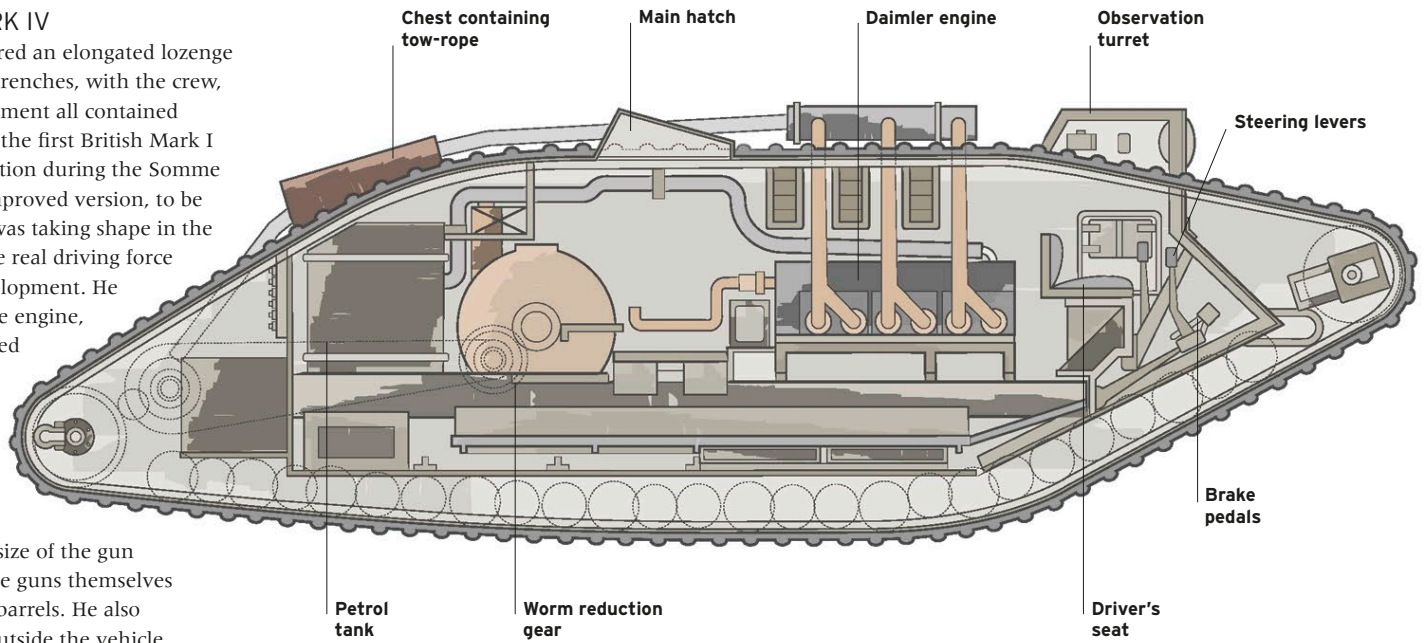 RK IV
red an elongated lozenge
renches, with the crew,
ment all contained
the first British Mark I
tion during the Somme
proved version, to be
was taking shape in the
e real driving force
lopment. He
e engine,
ed
size of the gun
e guns themselves
barrels. He also
utside the vehicle
Chest containing
tow-rope
Main hatch
Daimler engine
Observation
turret
Steering levers
Brake
pedals
Petrol
tank
Worm reduction
gear
Driver's
seat